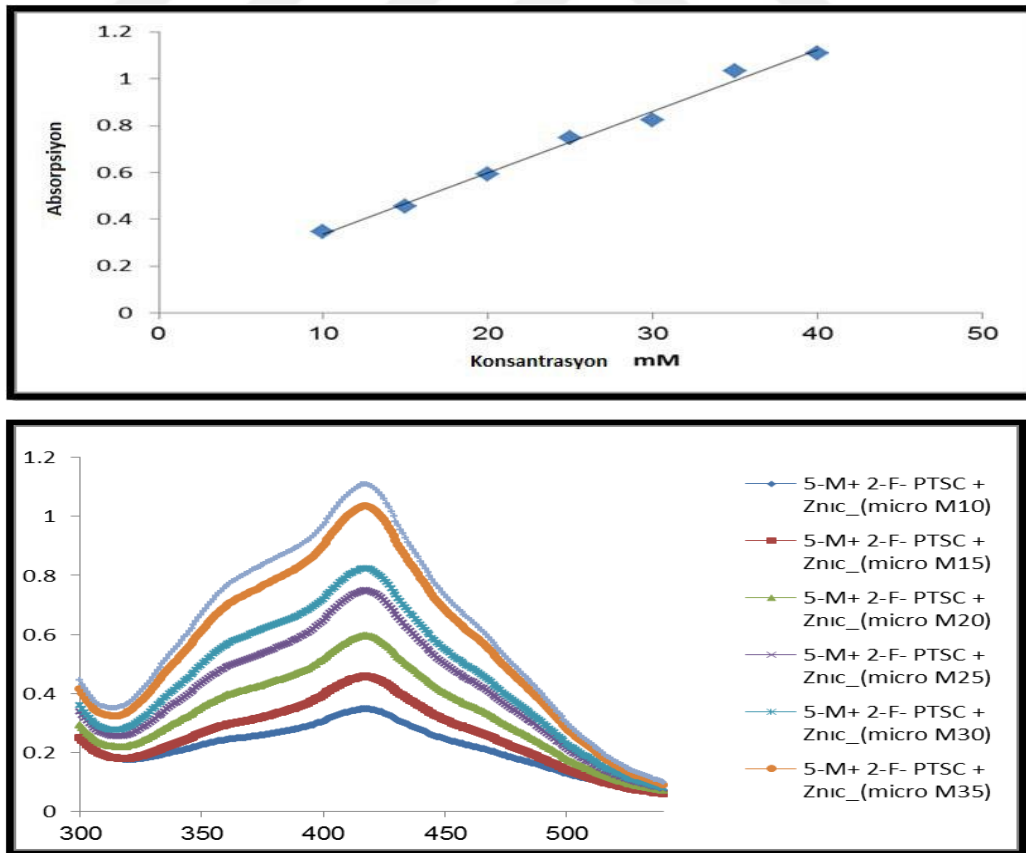 1.2
1
0.8
0.6
0.4
0.2
0
Absorpsiyon
0 10 20 30 40 50
Konsantrasyon mM
1.2
1
0.8
0.6
0.4
0.2
0
300 350 400 450 500
5-M+ 2-F- PTSC +
Znıc_(micro M10)
5-M+ 2-F- PTSC +
Znıc_(micro M15)
5-M+ 2-F- PTSC +
Znıc_(micro M20)
5-M+ 2-F- PTSC +
Znıc_(micro M25)
5-M+ 2-F- PTSC +
Znıc_(micro M30)
5-M+ 2-F- PTSC +
Znıc_(micro M35)